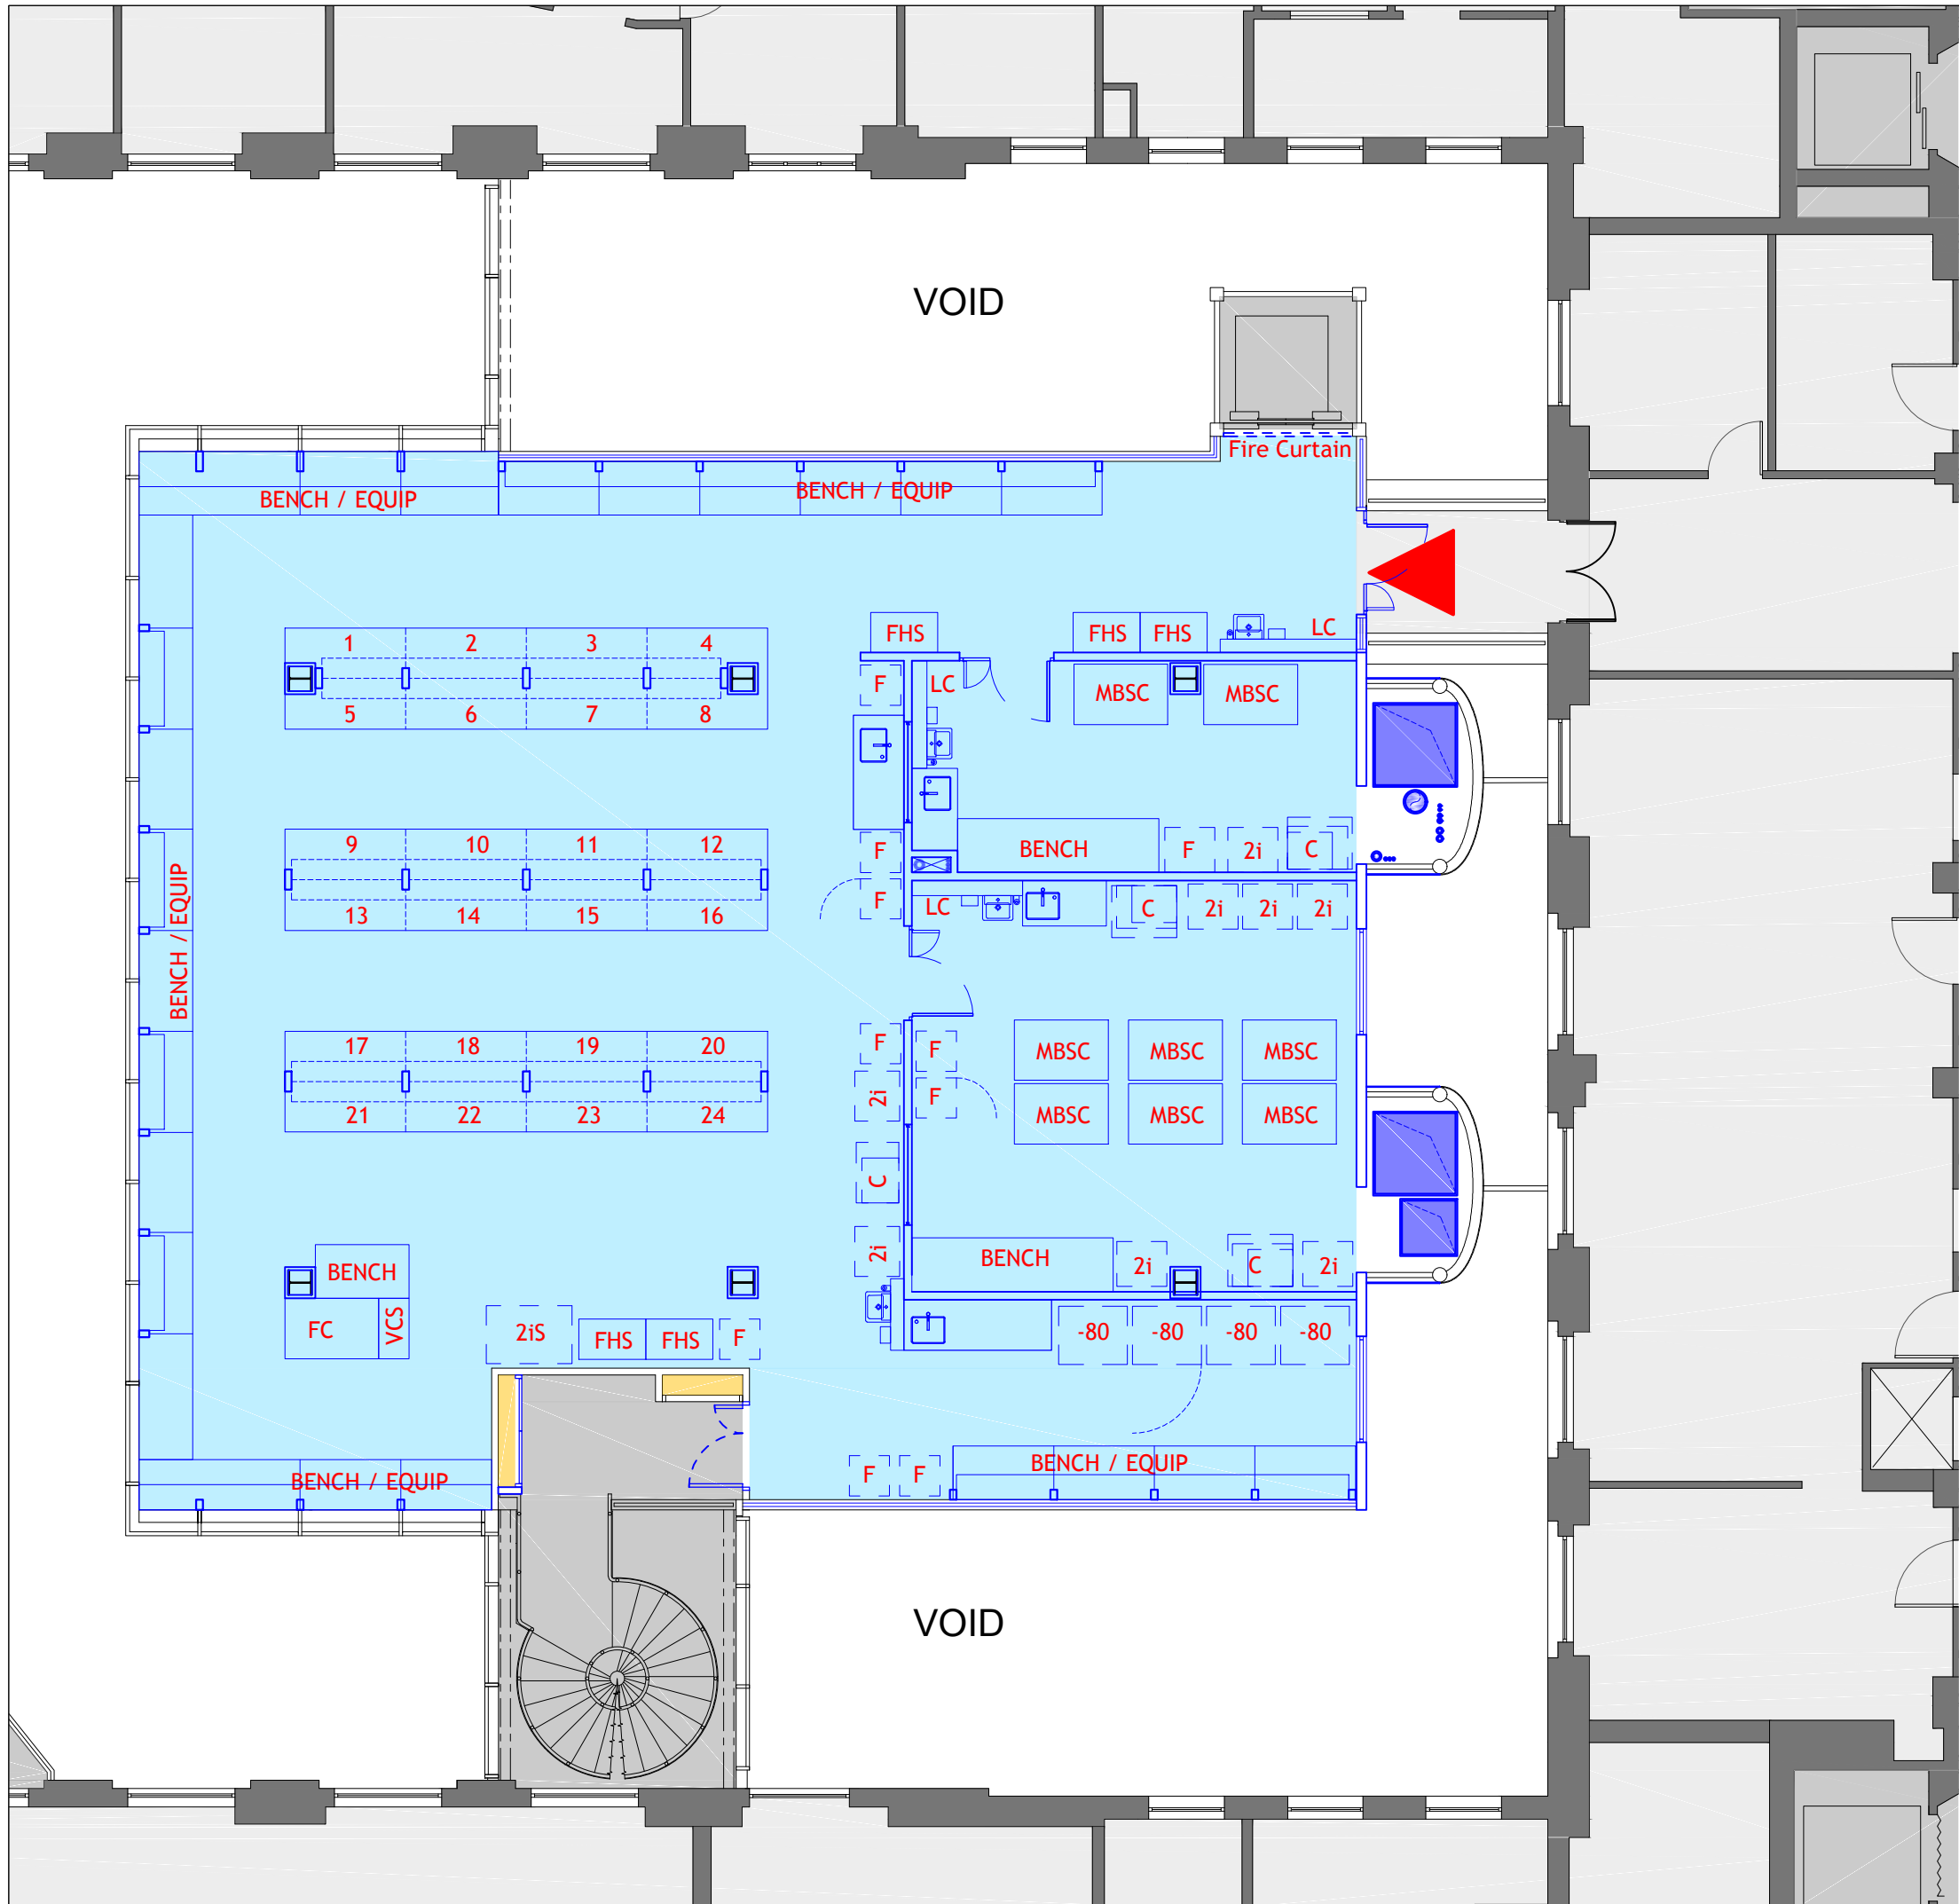 VOID
Fire Curtain
BENCH / EQUIP
BENCH / EQUIP
FHS
FHS
FHS
LC
1
2
3
4
5
6
7
8
F
LC
MBSC
MBSC
9
10
11
12
F
BENCH
F
2i
C
BENCH / EQUIP
13
14
15
16
F
LC
C
2i
2i
2i
17
18
19
20
F
F
MBSC
MBSC
MBSC
21
22
23
24
2i
F
MBSC
MBSC
MBSC
C
2i
BENCH
2i
C
2i
BENCH
FC
VCS
2iS
FHS
FHS
F
-80
-80
-80
-80
BENCH / EQUIP
F
F
BENCH / EQUIP
VOID